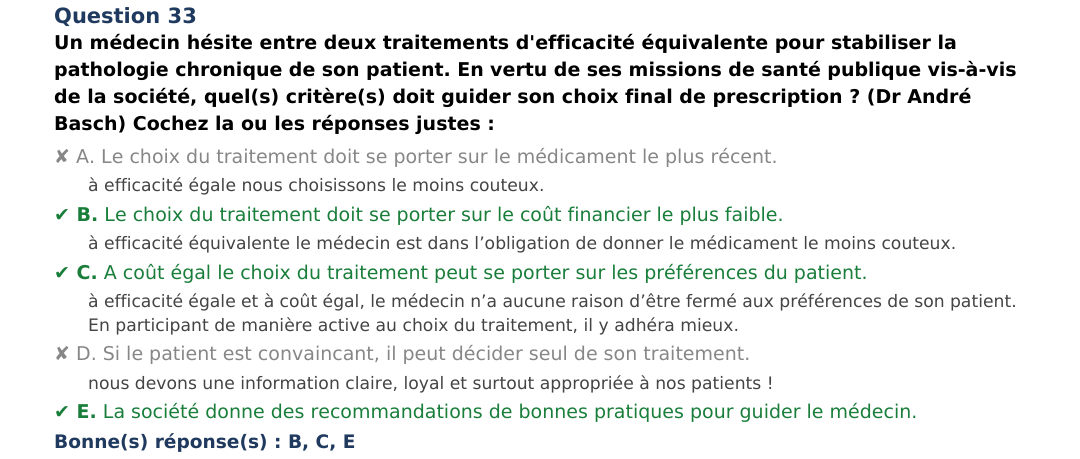 Question 33
Un médecin hésite entre deux traitements d'efficacité équivalente pour stabiliser la
pathologie chronique de son patient. En vertu de ses missions de santé publique vis-à-vis
de la société, quel(s) critère(s) doit guider son choix final de prescription ? (Dr André
Basch) Cochez la ou les réponses justes :
✘ A. Le choix du traitement doit se porter sur le médicament le plus récent.
à efficacité égale nous choisissons le moins couteux.
✔ B. Le choix du traitement doit se porter sur le coût financier le plus faible.
à efficacité équivalente le médecin est dans l’obligation de donner le médicament le moins couteux.
✔ C. A coût égal le choix du traitement peut se porter sur les préférences du patient.
à efficacité égale et à coût égal, le médecin n’a aucune raison d’être fermé aux préférences de son patient.
En participant de manière active au choix du traitement, il y adhéra mieux.
✘ D. Si le patient est convaincant, il peut décider seul de son traitement.
nous devons une information claire, loyal et surtout appropriée à nos patients !
✔ E. La société donne des recommandations de bonnes pratiques pour guider le médecin.
Bonne(s) réponse(s) : B, C, E